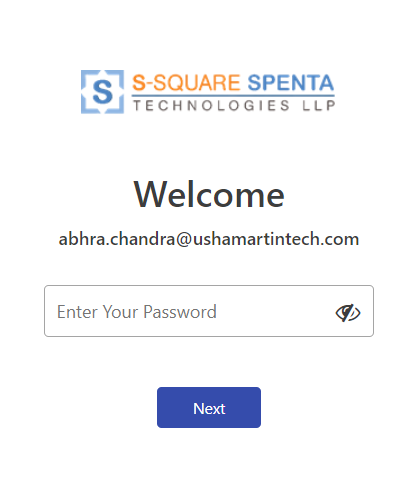 S
S-SQUARE SPENTA
TECHNOLOGIES LLP
Welcome
abhra.chandra@ushamartintech.com
Enter Your Password
Next